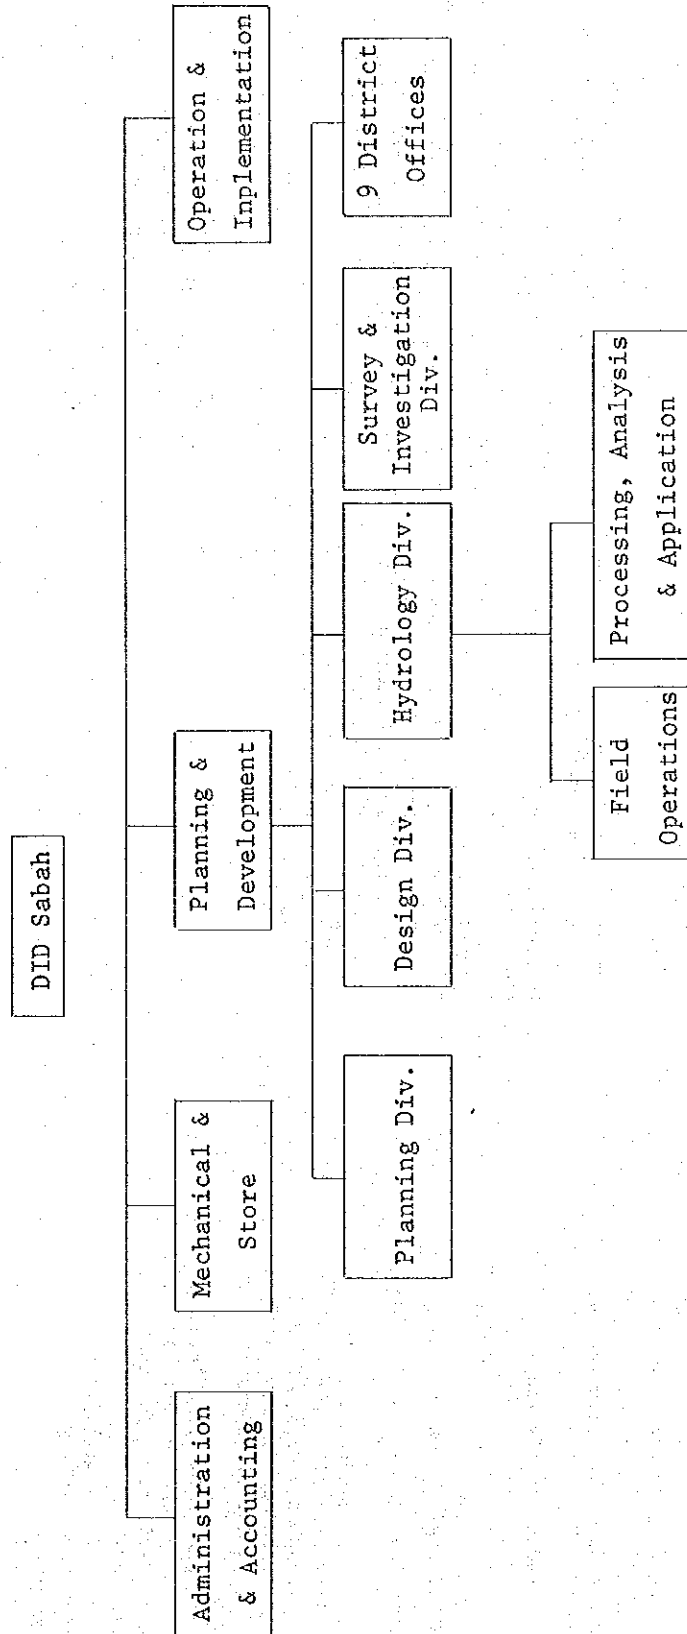 DID Sabah
Administration
& Accounting
Mechanical &
Store
Planning &
Development
Operation &
Inplementation
Planning Div.
Design Div.
Hydrology Div.
Survey &
Investigation
Div.
9 District
Offices
Field
Operations
Processing, Analysis
& Application